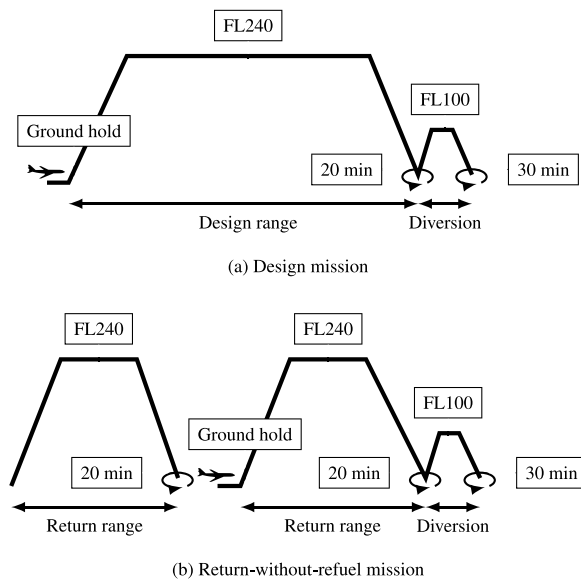 FL240
FL100
Ground hold
20 min
30 min
Design range
Diversion
(a) Design mission
FL240
FL240
FL100
Ground hold
20 min
20 min
30 min
Return range
Return range
Diversion
(b) Return-without-refuel mission